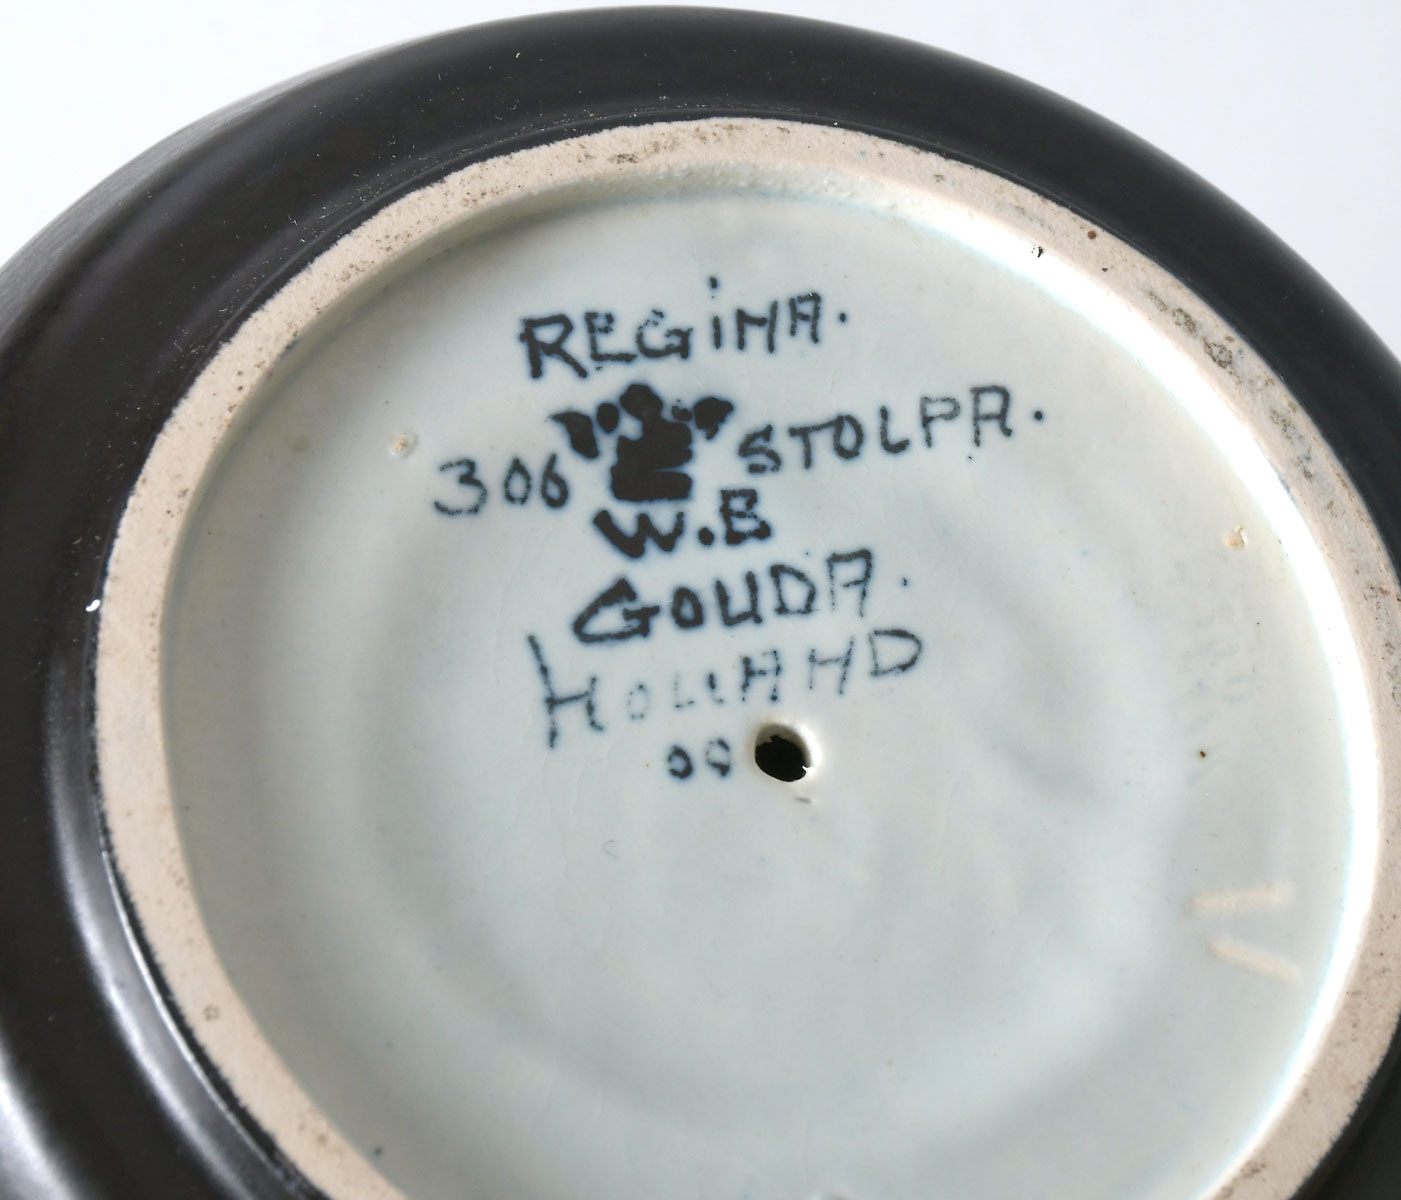 REGiNA.
306 STOLPA.
W.B
GOUDA.
HOLLAND